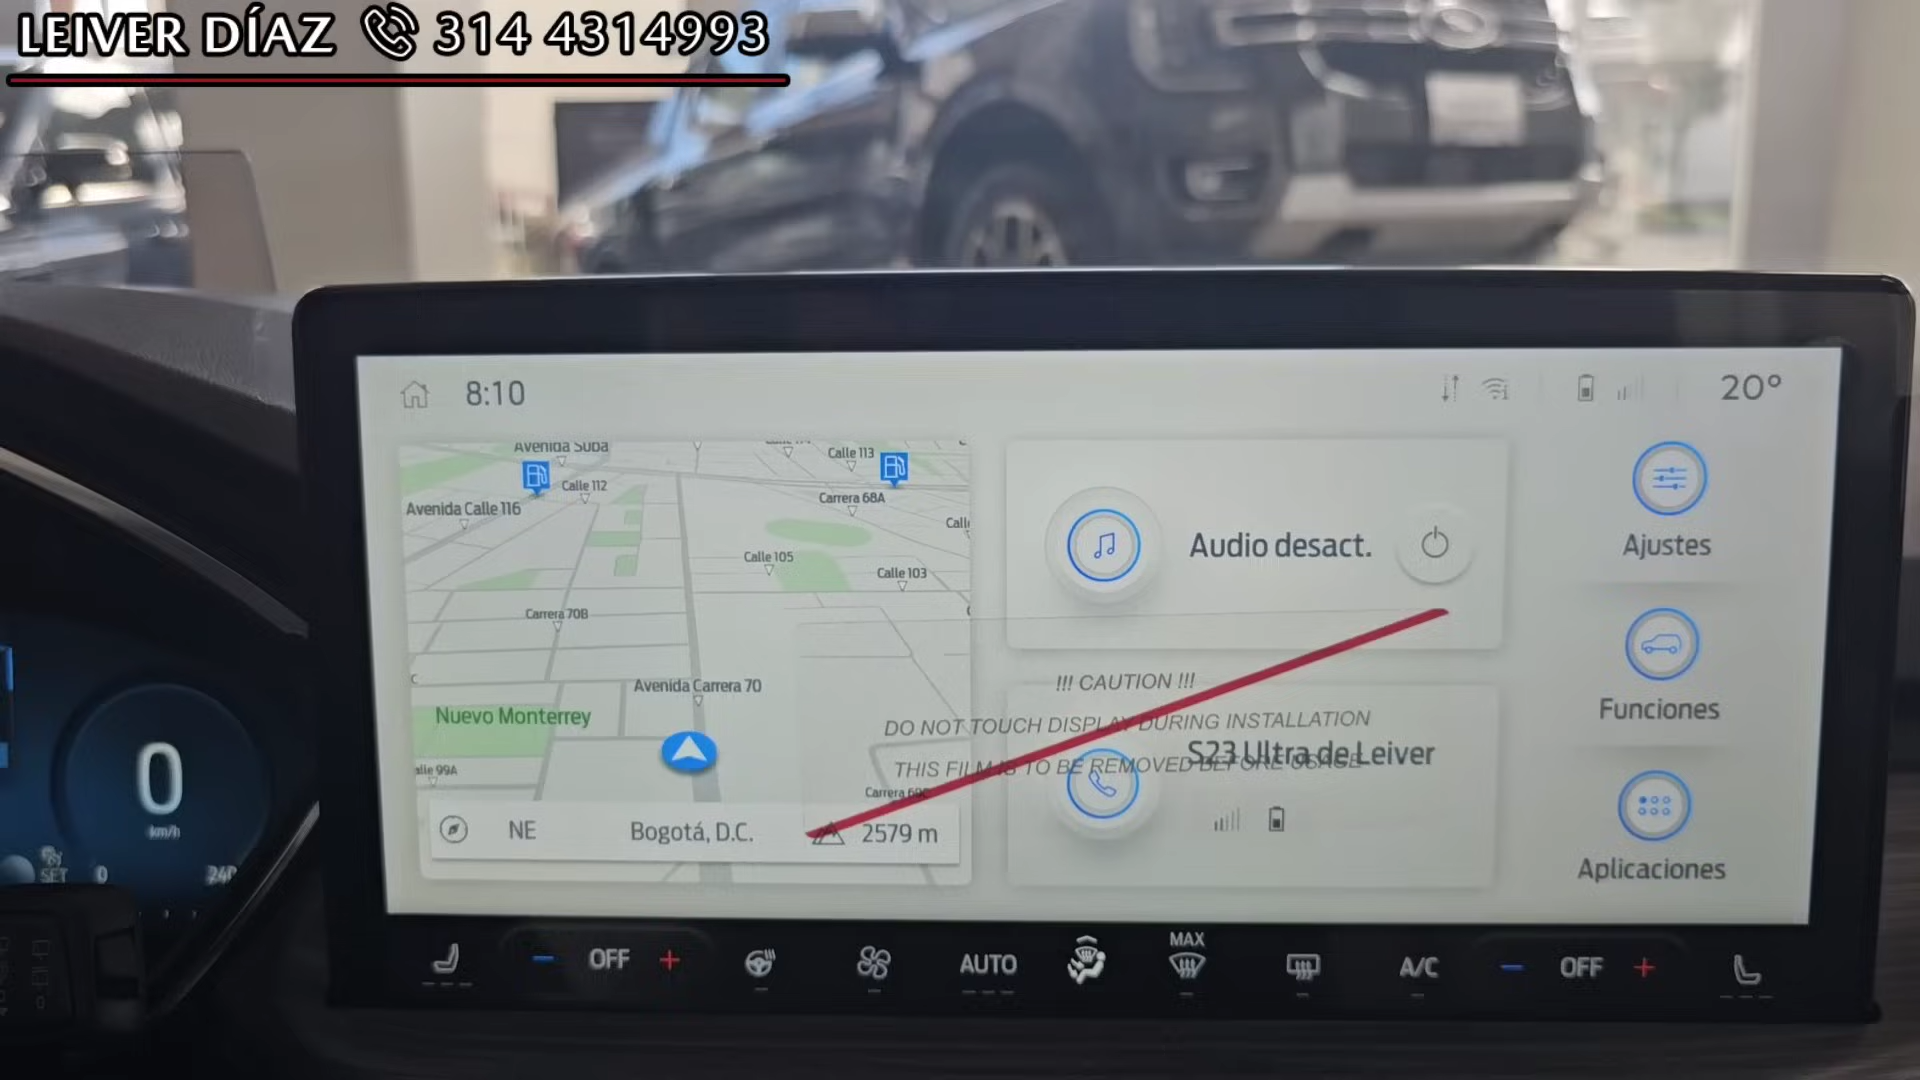 LEIVER DÍAZ 314 4314993
8:10
20°
Avenida Suba
Calle 113
Calle 112
Carrera 68A
Avenida Calle 116
Calle 105
Calle 103
Carrera 70B
Avenida Carrera 70
Nuevo Monterrey
NE
Bogotá, D.C.
2579 m
Audio desact.
!!! CAUTION !!!
DO NOT TOUCH DISPLAY DURING INSTALLATION
THIS FILM IS TO BE REMOVED BEFORE USAGE
S23 Ultra de Leiver
Ajustes
Funciones
Aplicaciones
0
km/h
SET
0
240
OFF
AUTO
MAX
A/C
OFF